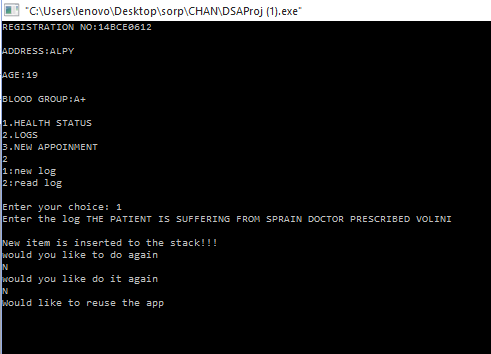 "C:\Users\lenovo\Desktop\sorp\CHAN\DSAProj (1).exe"
REGISTRATION NO:14BCE0612
ADDRESS:ALPY
AGE:19
BLOOD GROUP:A+
1.HEALTH STATUS
2.LOGS
3.NEW APPOINMENT
2
1:new log
2:read log
Enter your choice: 1
Enter the log THE PATIENT IS SUFFERING FROM SPRAIN DOCTOR PRESCRIBED VOLINI
New item is inserted to the stack!!!
would you like to do again
N
would you like do it again
N
Would like to reuse the app